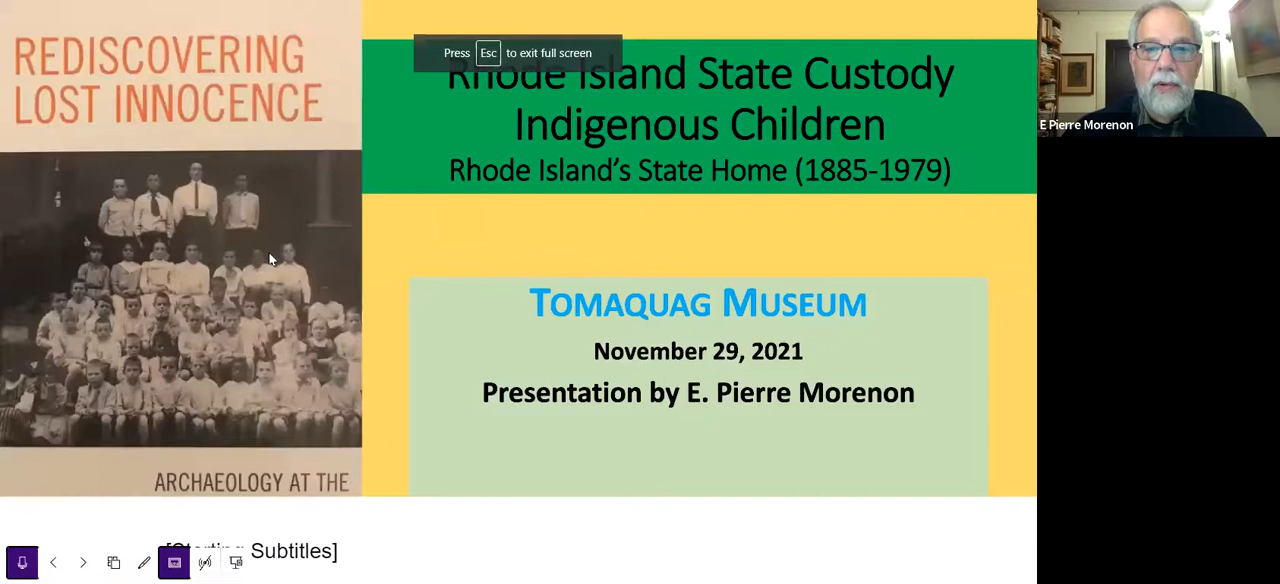 REDISCOVERING
LOST INNOCENCE
ARCHAEOLOGY AT THE
Press Esc to exit full screen
Rhode Island State Custody
Indigenous Children
Rhode Island's State Home (1885-1979)
TOMAQUAG MUSEUM
November 29, 2021
Presentation by E. Pierre Morenon
E Pierre Morenon
[Starting Subtitles]